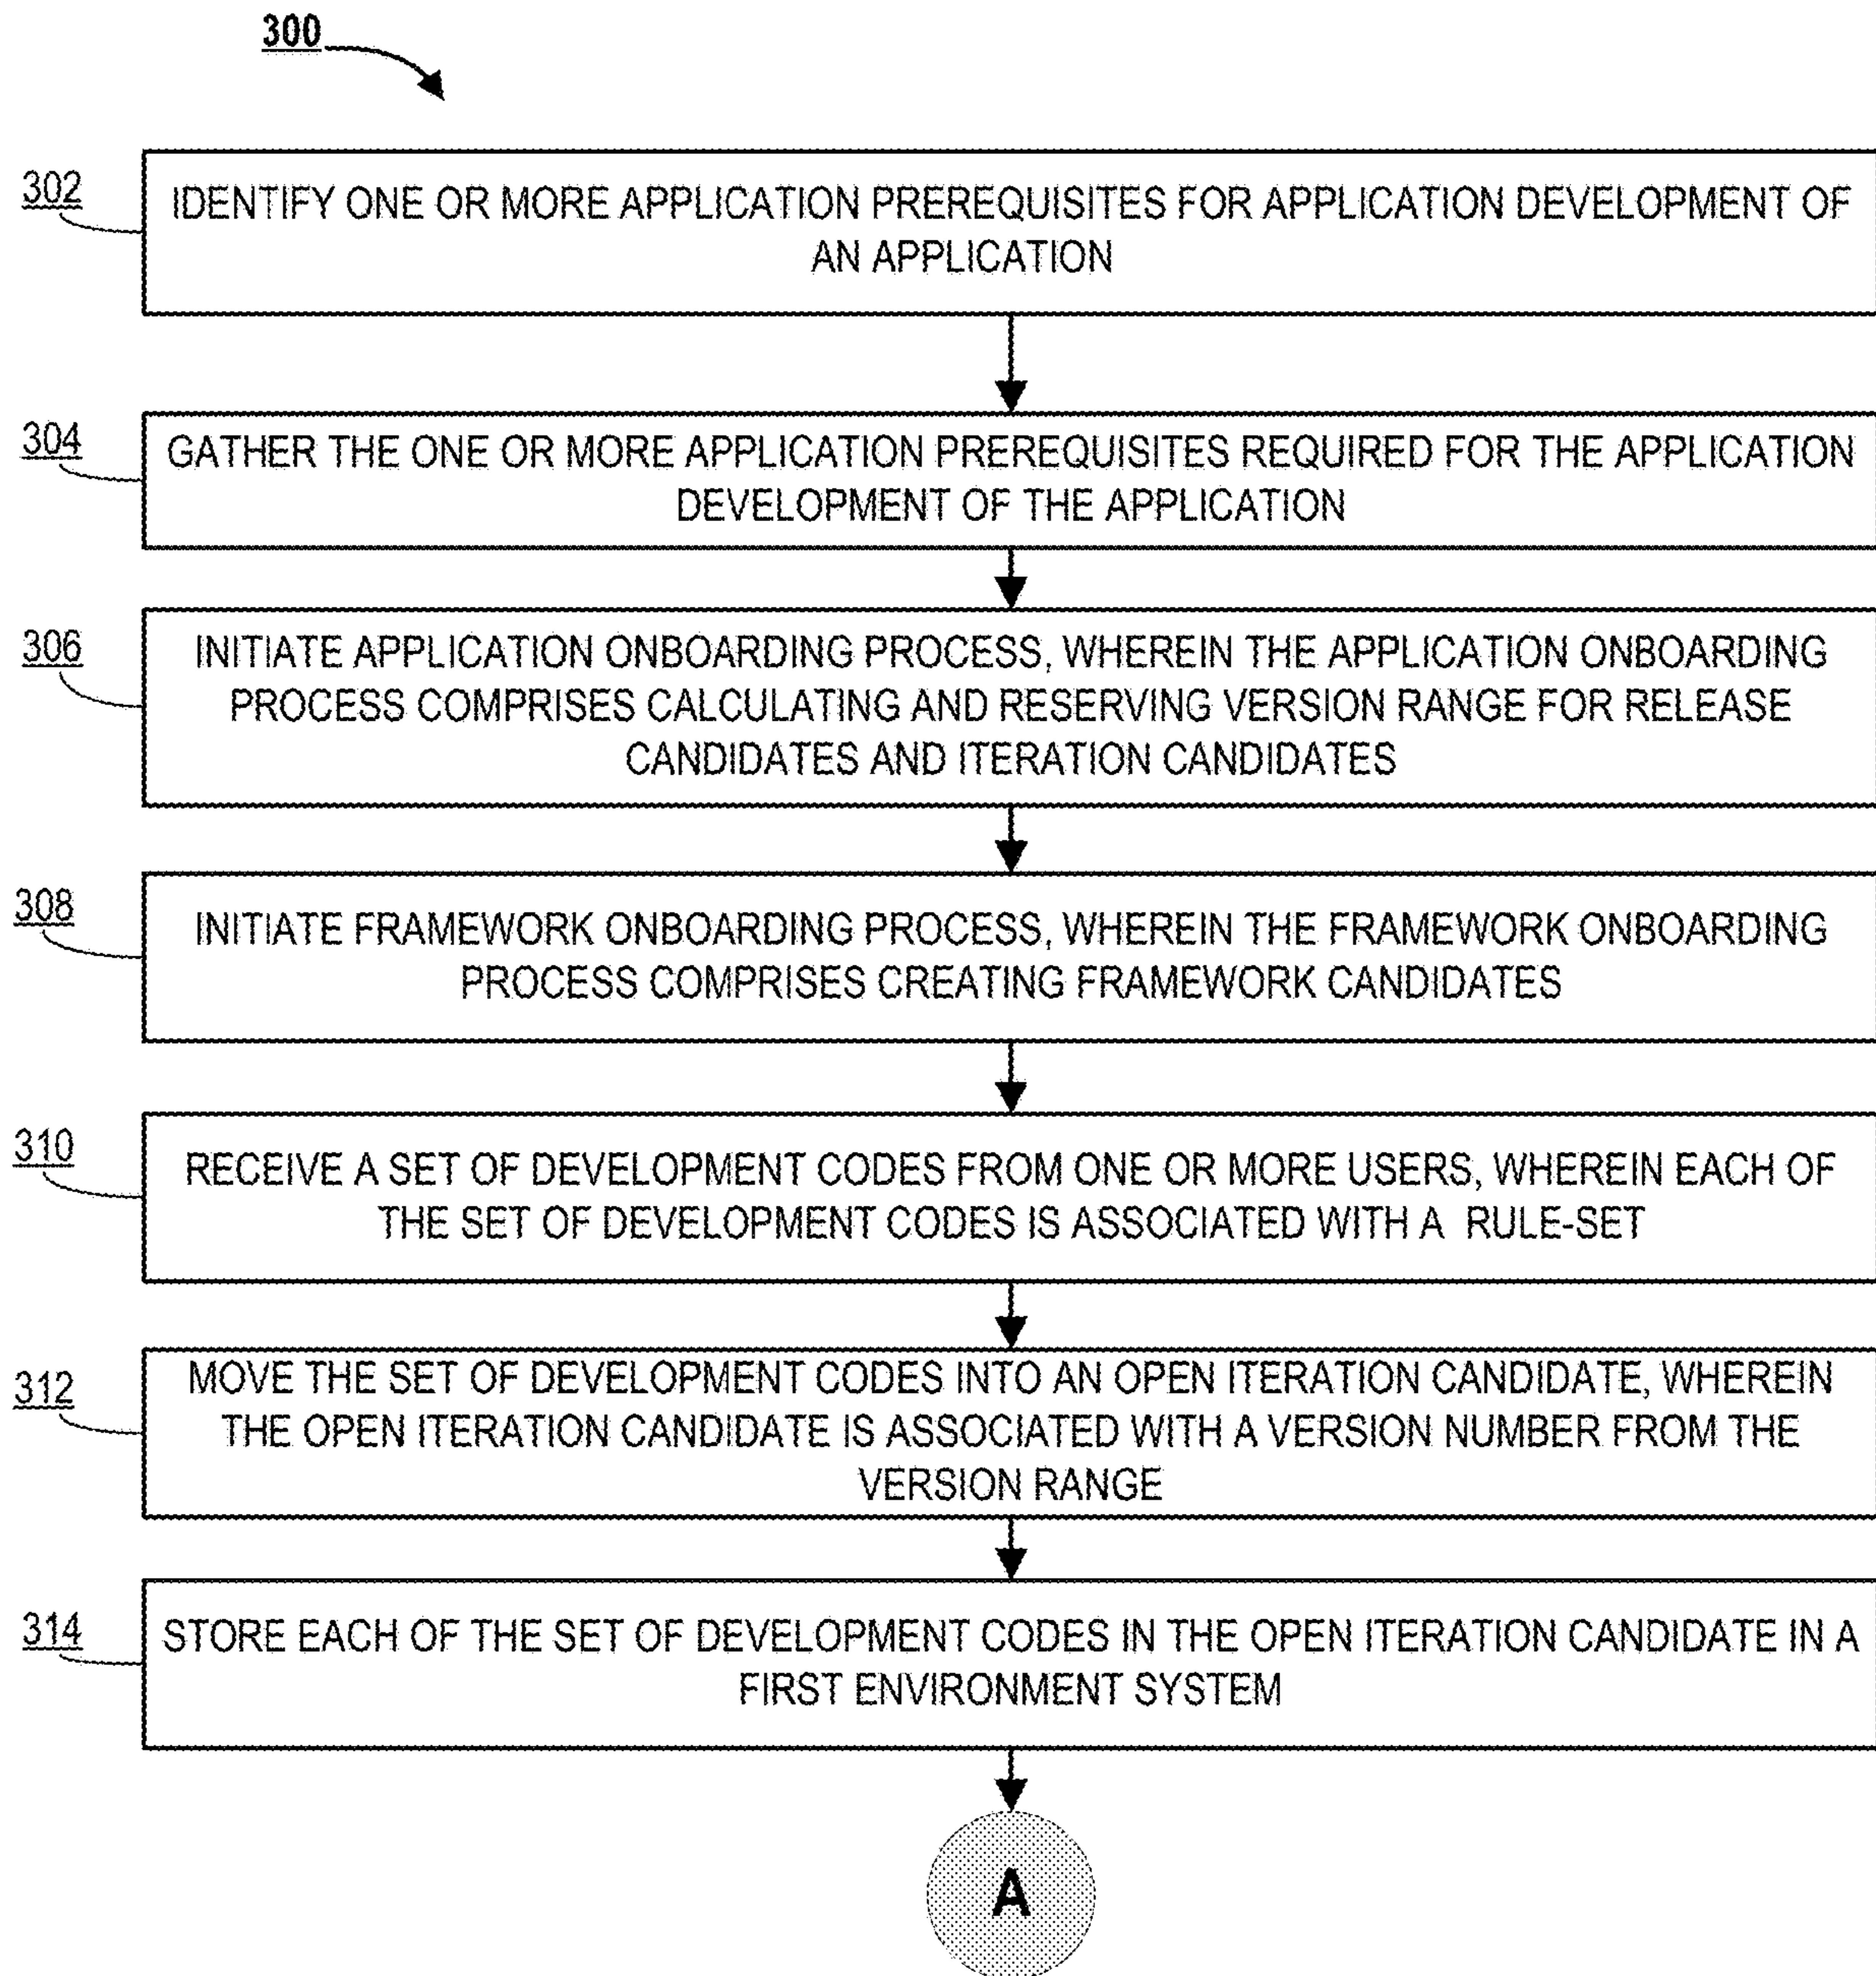 300
302
IDENTIFY ONE OR MORE APPLICATION PREREQUISITES FOR APPLICATION DEVELOPMENT OF
AN APPLICATION
304
GATHER THE ONE OR MORE APPLICATION PREREQUISITES REQUIRED FOR THE APPLICATION
DEVELOPMENT OF THE APPLICATION
306
INITIATE APPLICATION ONBOARDING PROCESS, WHEREIN THE APPLICATION ONBOARDING
PROCESS COMPRISES CALCULATING AND RESERVING VERSION RANGE FOR RELEASE
CANDIDATES AND ITERATION CANDIDATES
308
INITIATE FRAMEWORK ONBOARDING PROCESS, WHEREIN THE FRAMEWORK ONBOARDING
PROCESS COMPRISES CREATING FRAMEWORK CANDIDATES
310
RECEIVE A SET OF DEVELOPMENT CODES FROM ONE OR MORE USERS, WHEREIN EACH OF
THE SET OF DEVELOPMENT CODES IS ASSOCIATED WITH A RULE-SET
312
MOVE THE SET OF DEVELOPMENT CODES INTO AN OPEN ITERATION CANDIDATE, WHEREIN
THE OPEN ITERATION CANDIDATE IS ASSOCIATED WITH A VERSION NUMBER FROM THE
VERSION RANGE
314
STORE EACH OF THE SET OF DEVELOPMENT CODES IN THE OPEN ITERATION CANDIDATE IN A
FIRST ENVIRONMENT SYSTEM
A